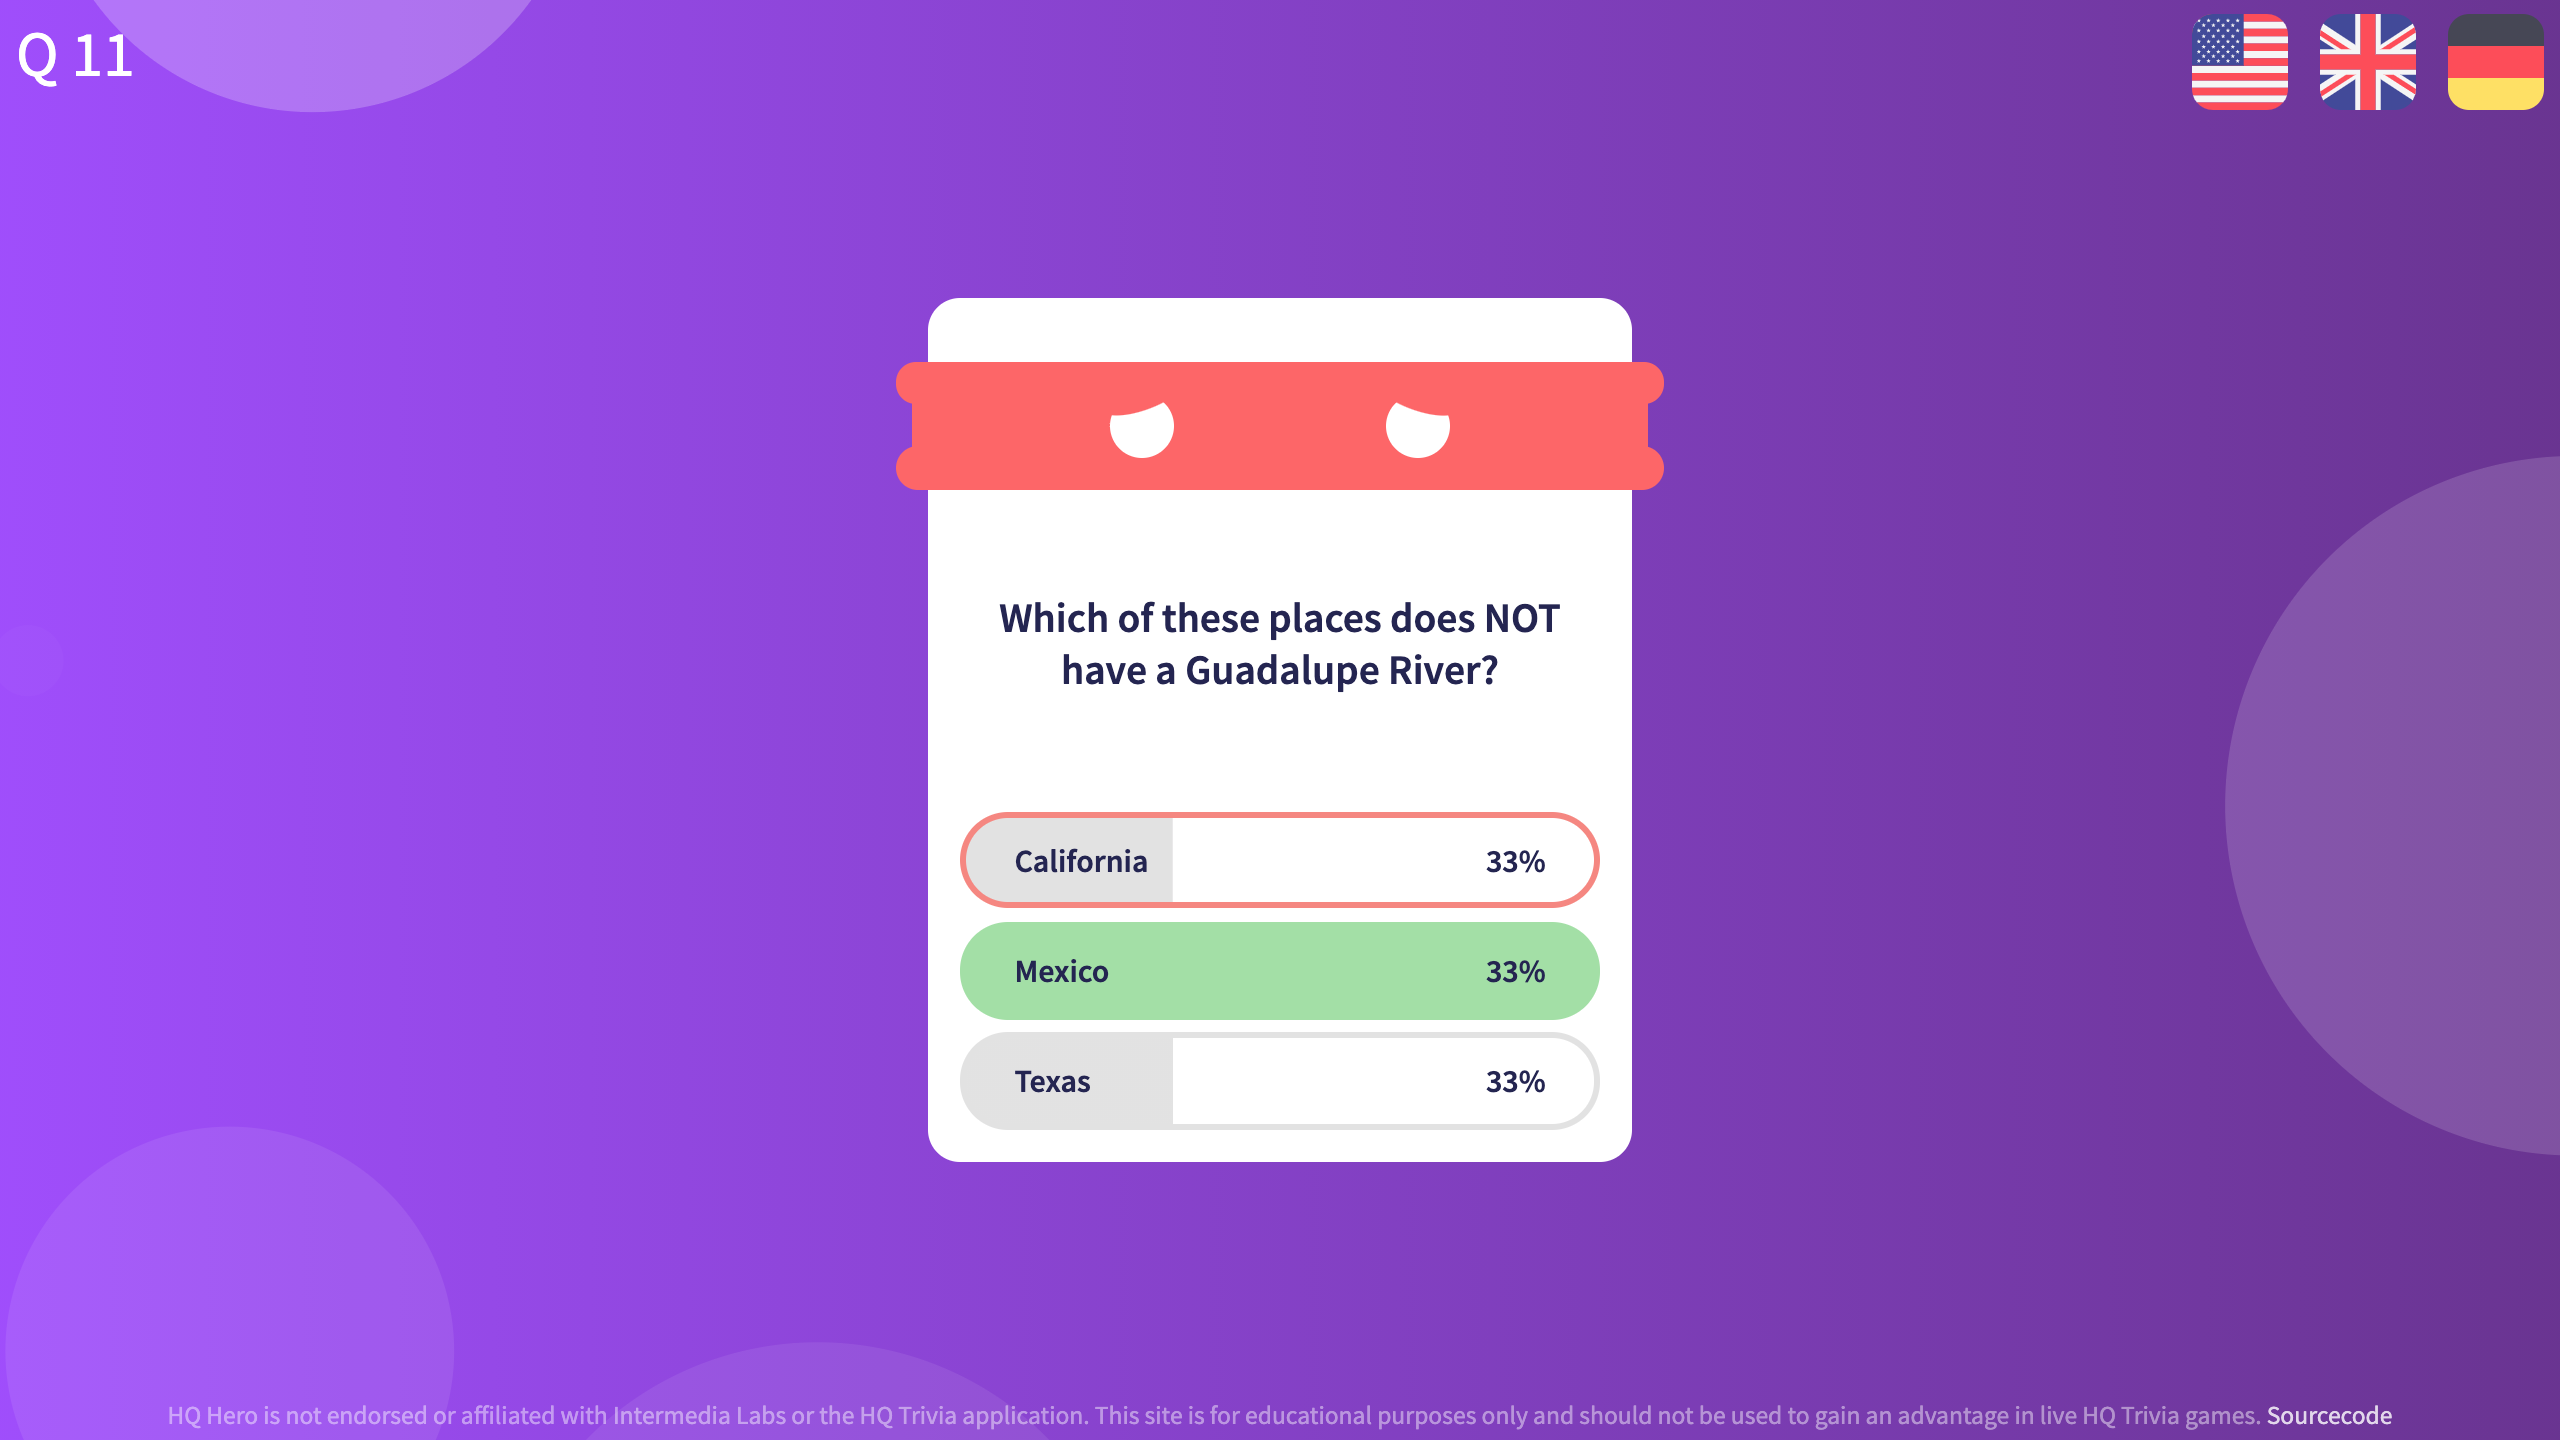 Q 11
Which of these places does NOT
have a Guadalupe River?
California 33%
Mexico 33%
Texas 33%
HQ Hero is not endorsed or affiliated with Intermedia Labs or the HQ Trivia application. This site is for educational purposes only and should not be used to gain an advantage in live HQ Trivia games. Sourcecode